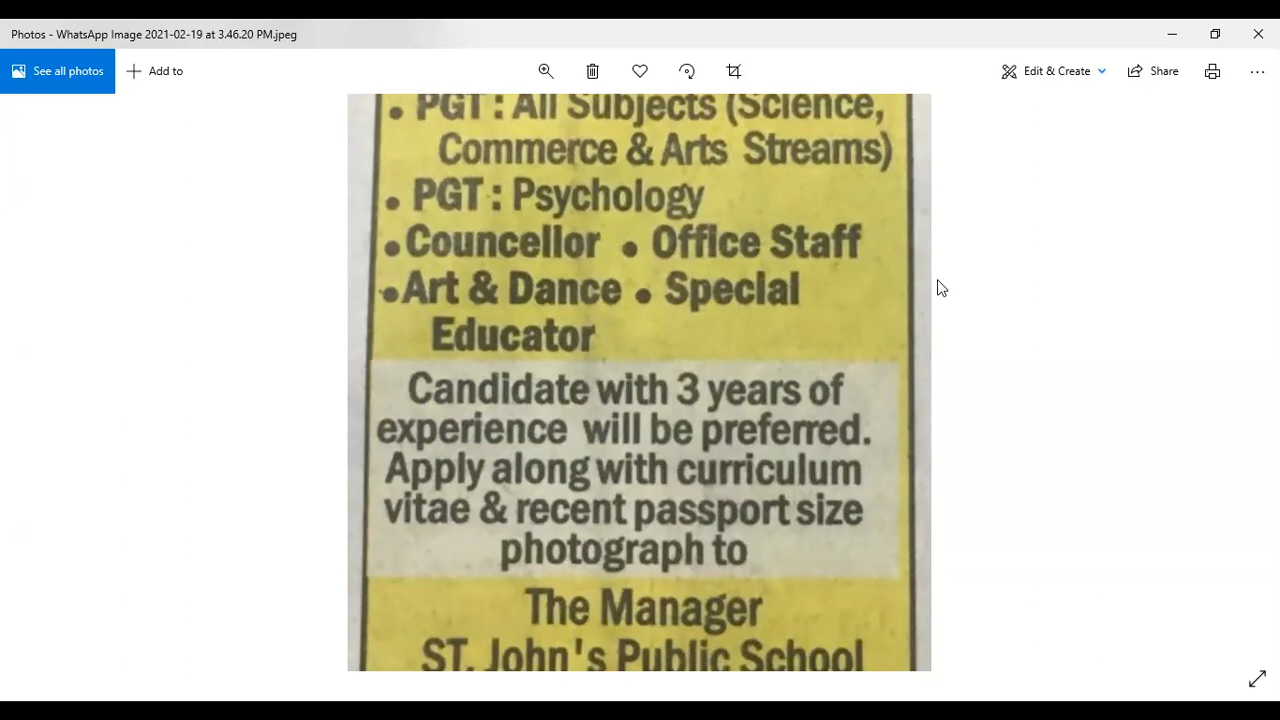 Photos - WhatsApp Image 2021-02-19 at 3.46.20 PM.jpeg
See all photos
Add to
Edit & Create
Share
• PGT : All Subjects (Science,
Commerce & Arts Streams)
• PGT : Psychology
• Councellor • Office Staff
• Art & Dance • Special
Educator
Candidate with 3 years of
experience will be preferred.
Apply along with curriculum
vitae & recent passport size
photograph to
The Manager
ST. John's Public School